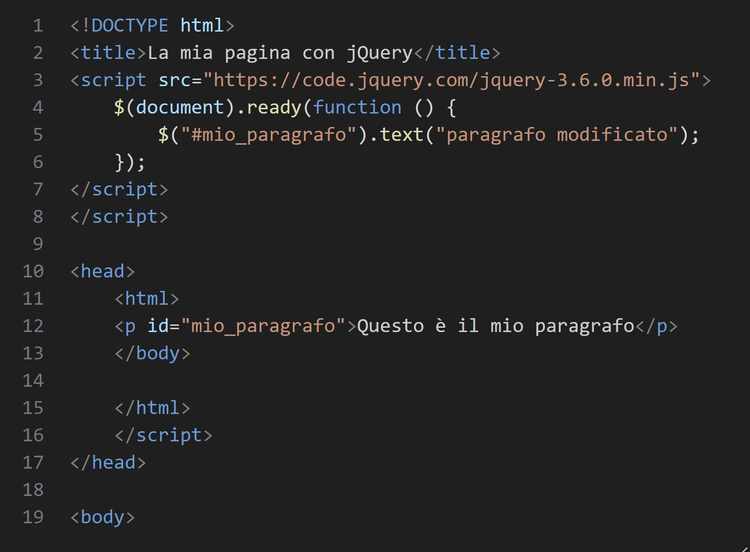 1 <!DOCTYPE html>
2 <title>La mia pagina con jQuery</title>
3 <script src="https://code.jquery.com/jquery-3.6.0.min.js">
4     $(document).ready(function () {
5         $("#mio_paragrafo").text("paragrafo modificato");
6     });
7 </script>
8 </script>
9
10 <head>
11     <html>
12     <p id="mio_paragrafo">Questo è il mio paragrafo</p>
13     </body>
14
15     </html>
16     </script>
17 </head>
18
19 <body>